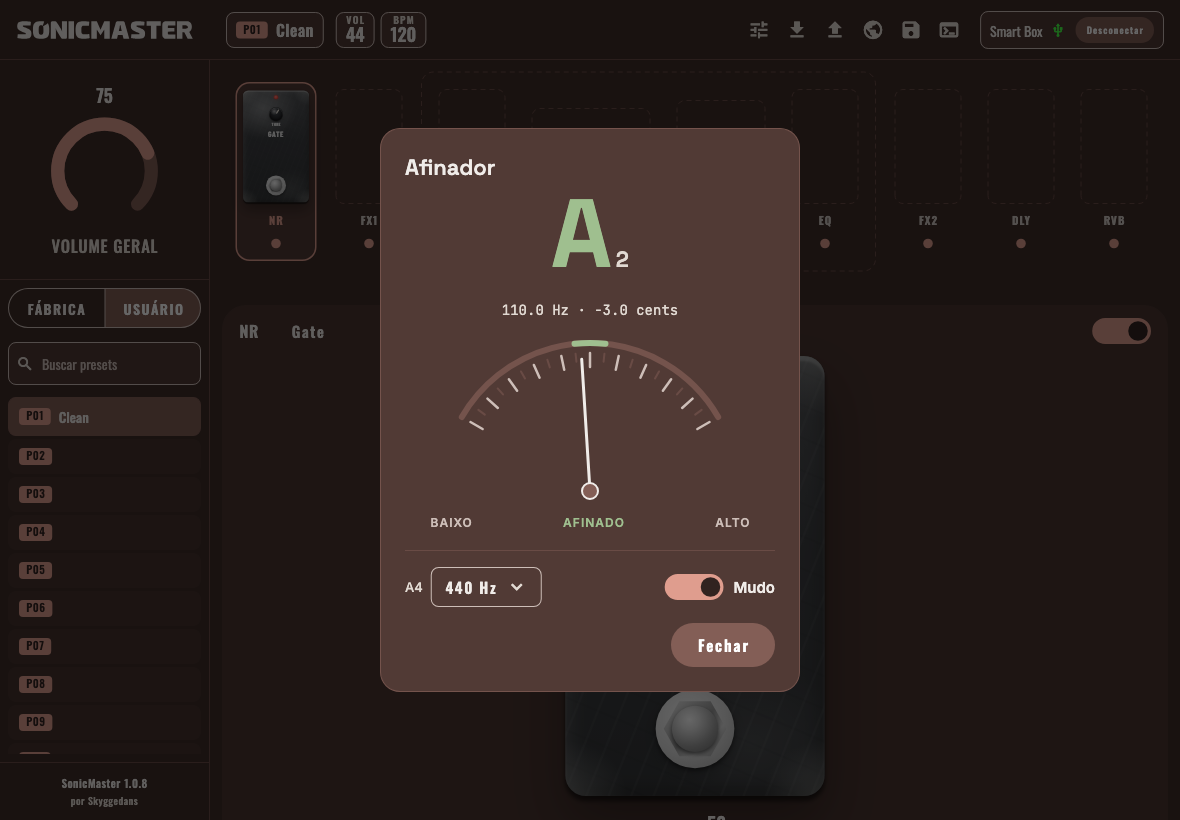 SONICMASTER
P01 Clean
VOL 44
BPM 120
Smart Box
Desconectar
75
VOLUME GERAL
FÁBRICA
USUÁRIO
Buscar presets
P01 Clean
P02
P03
P04
P05
P06
P07
P08
P09
SonicMaster 1.0.8
por Skyggedans
GATE
NR
FX1
EQ
FX2
DLY
RVB
NR Gate
Afinador
A2
110.0 Hz · -3.0 cents
BAIXO
AFINADO
ALTO
A4
440 Hz
Mudo
Fechar